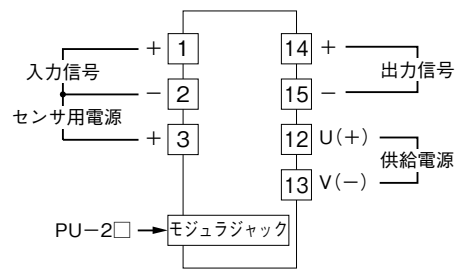 + 1
入力信号
− 2
センサ用電源
+ 3
14 +
出力信号
15 −
12 U(+)
供給電源
13 V(−)
PU−2□ → モジュラジャック